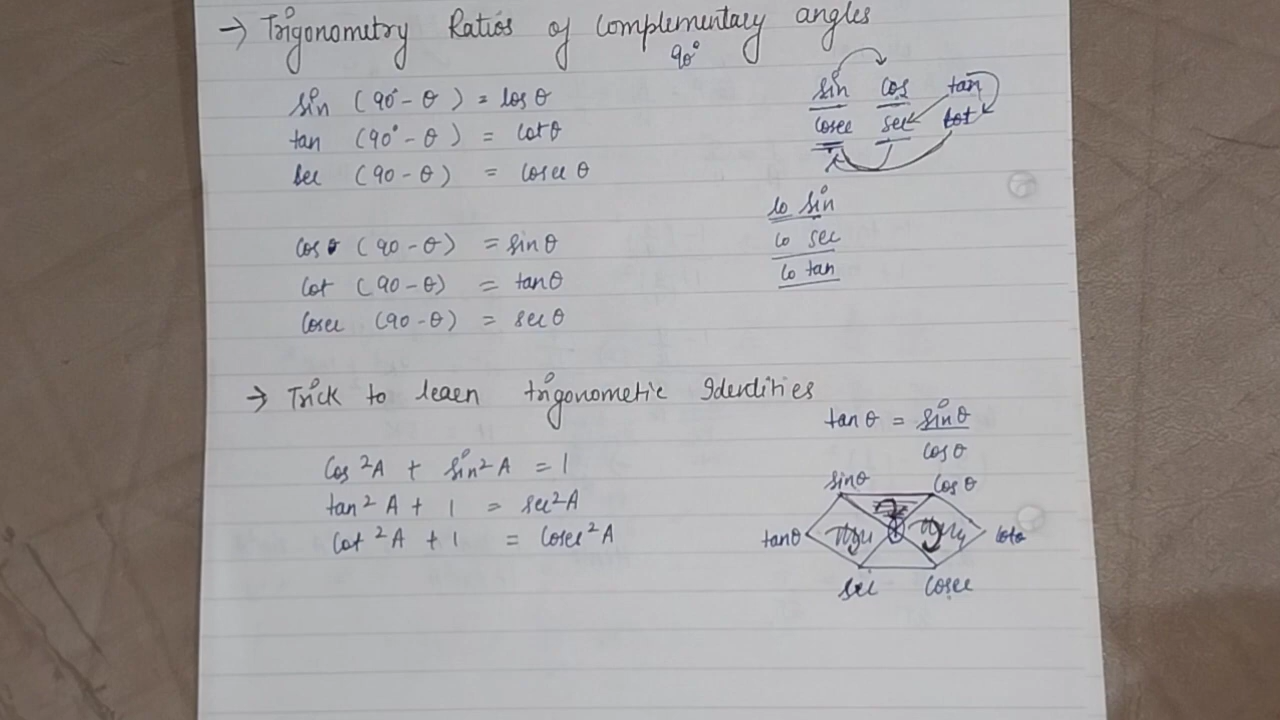 → Trigonometry Ratios of Complementary angles
90°
sin (90° - θ) = cos θ
tan (90° - θ) = cot θ
sec (90 - θ) = cosec θ
cos (90 - θ) = sin θ
cot (90 - θ) = tan θ
cosec (90 - θ) = sec θ
sin cos tan
cosec sec cot
co sin
co sec
co tan
→ Trick to learn trigonometric Identities
cos²A + sin²A = 1
tan²A + 1 = sec²A
cot²A + 1 = cosec²A
tan θ = sin θ
cos θ
sin θ cos θ
tan θ
sec cosec